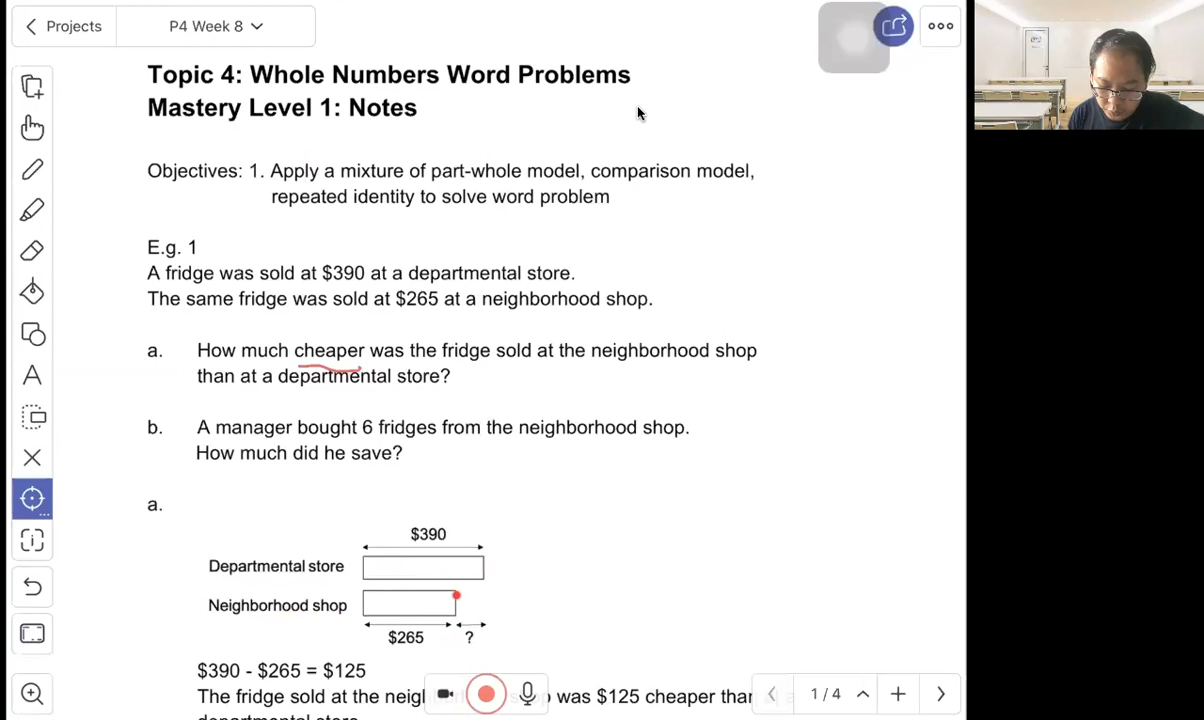 Projects
P4 Week 8
Topic 4: Whole Numbers Word Problems
Mastery Level 1: Notes
Objectives: 1. Apply a mixture of part-whole model, comparison model,
repeated identity to solve word problem
E.g. 1
A fridge was sold at $390 at a departmental store.
The same fridge was sold at $265 at a neighborhood shop.
a. How much cheaper was the fridge sold at the neighborhood shop
than at a departmental store?
b. A manager bought 6 fridges from the neighborhood shop.
How much did he save?
a.
$390
Departmental store
Neighborhood shop
$265 ?
$390 - $265 = $125
The fridge sold at the was $125 cheaper than
departmental store
1 / 4